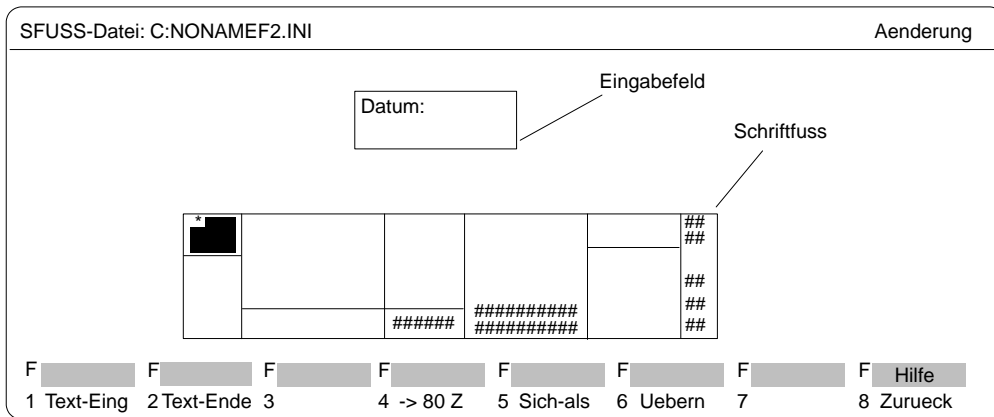 SFUSS-Datei: C:NONAMEF2.INI Aenderung
Eingabefeld
Datum:
Schriftfuss
*
##
##
##
########## ##
###### ########## ##
F F F F F F F F Hilfe
1 Text-Eing 2 Text-Ende 3 4 -> 80 Z 5 Sich-als 6 Uebern 7 8 Zurueck